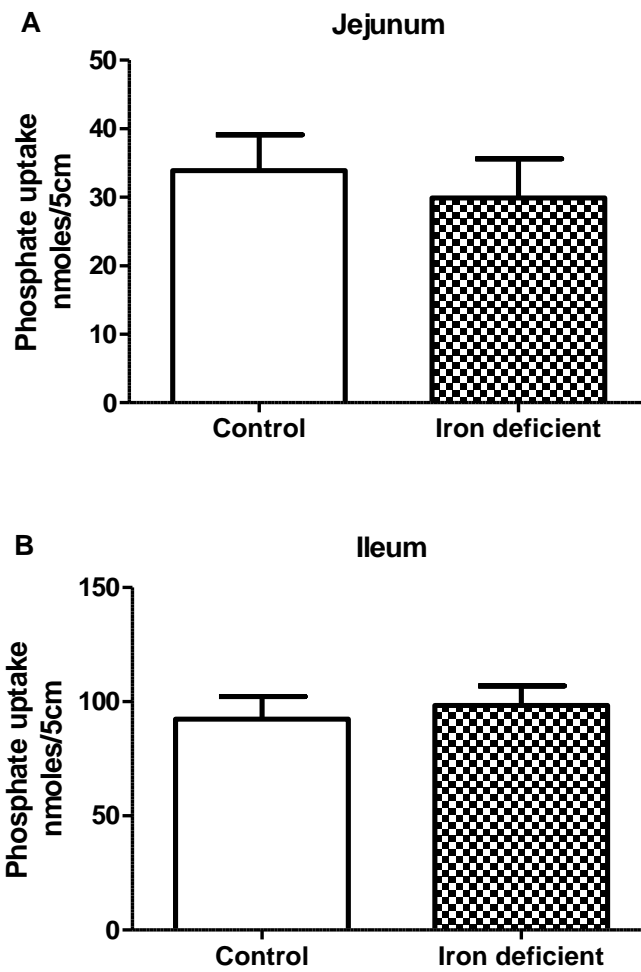 A
Jejunum
Phosphate uptake
nmoles/5cm
50
40
30
20
10
0
Control
Iron deficient
B
Ileum
Phosphate uptake
nmoles/5cm
150
100
50
0
Control
Iron deficient